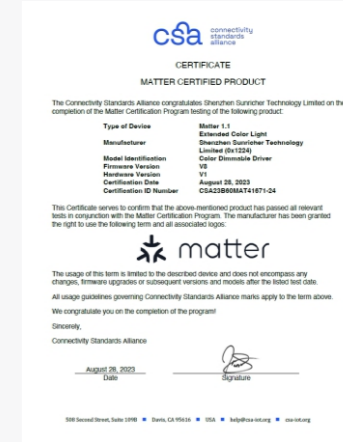 csa connectivity
standards
alliance
CERTIFICATE
MATTER CERTIFIED PRODUCT
The Connectivity Standards Alliance congratulates Shenzhen Sunricher Technology Limited on the
completion of the Matter Certification Program testing of the following product:
Type of Device Matter 1.1
Extended Color Light
Manufacturer Shenzhen Sunricher Technology
Limited (0x1224)
Model Identification Color Dimmable Driver
Firmware Version V8
Hardware Version V1
Certification Date August 28, 2023
Certification ID Number CSA23B60MAT41671-24
This Certificate serves to confirm that the above-mentioned product has passed all relevant
tests in conjunction with the Matter Certification Program. The manufacturer has been granted
the right to use the following term and all associated logos:
matter
The usage of this term is limited to the described device and does not encompass any
changes, firmware upgrades or subsequent versions and models after the listed test date.
All usage guidelines governing Connectivity Standards Alliance marks apply to the term above.
We congratulate you on the completion of the program!
Sincerely,
Connectivity Standards Alliance
August 28, 2023
Date Signature
508 Second Street, Suite 109B ■ Davis, CA 95616 ■ USA ■ help@csa-iot.org ■ csa-iot.org